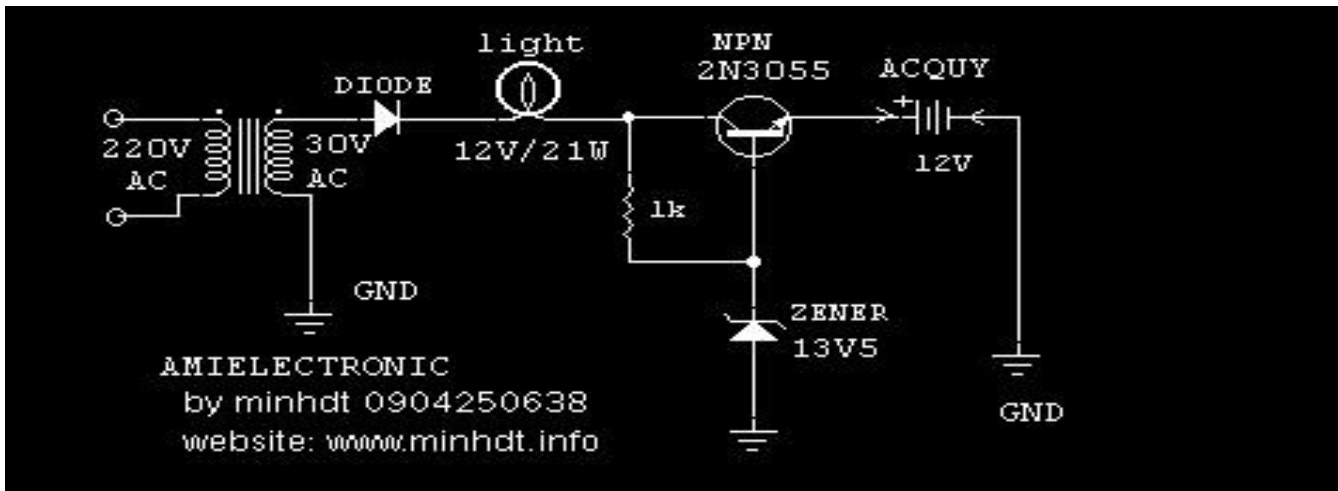 light
NPN
2N3055
ACQUY
DIODE
220V
AC
30V
AC
12V/21W
+
12V
1k
GND
ZENER
13V5
AMIELECTRONIC
by minhdt 0904250638
website: www.minhdt.info
GND